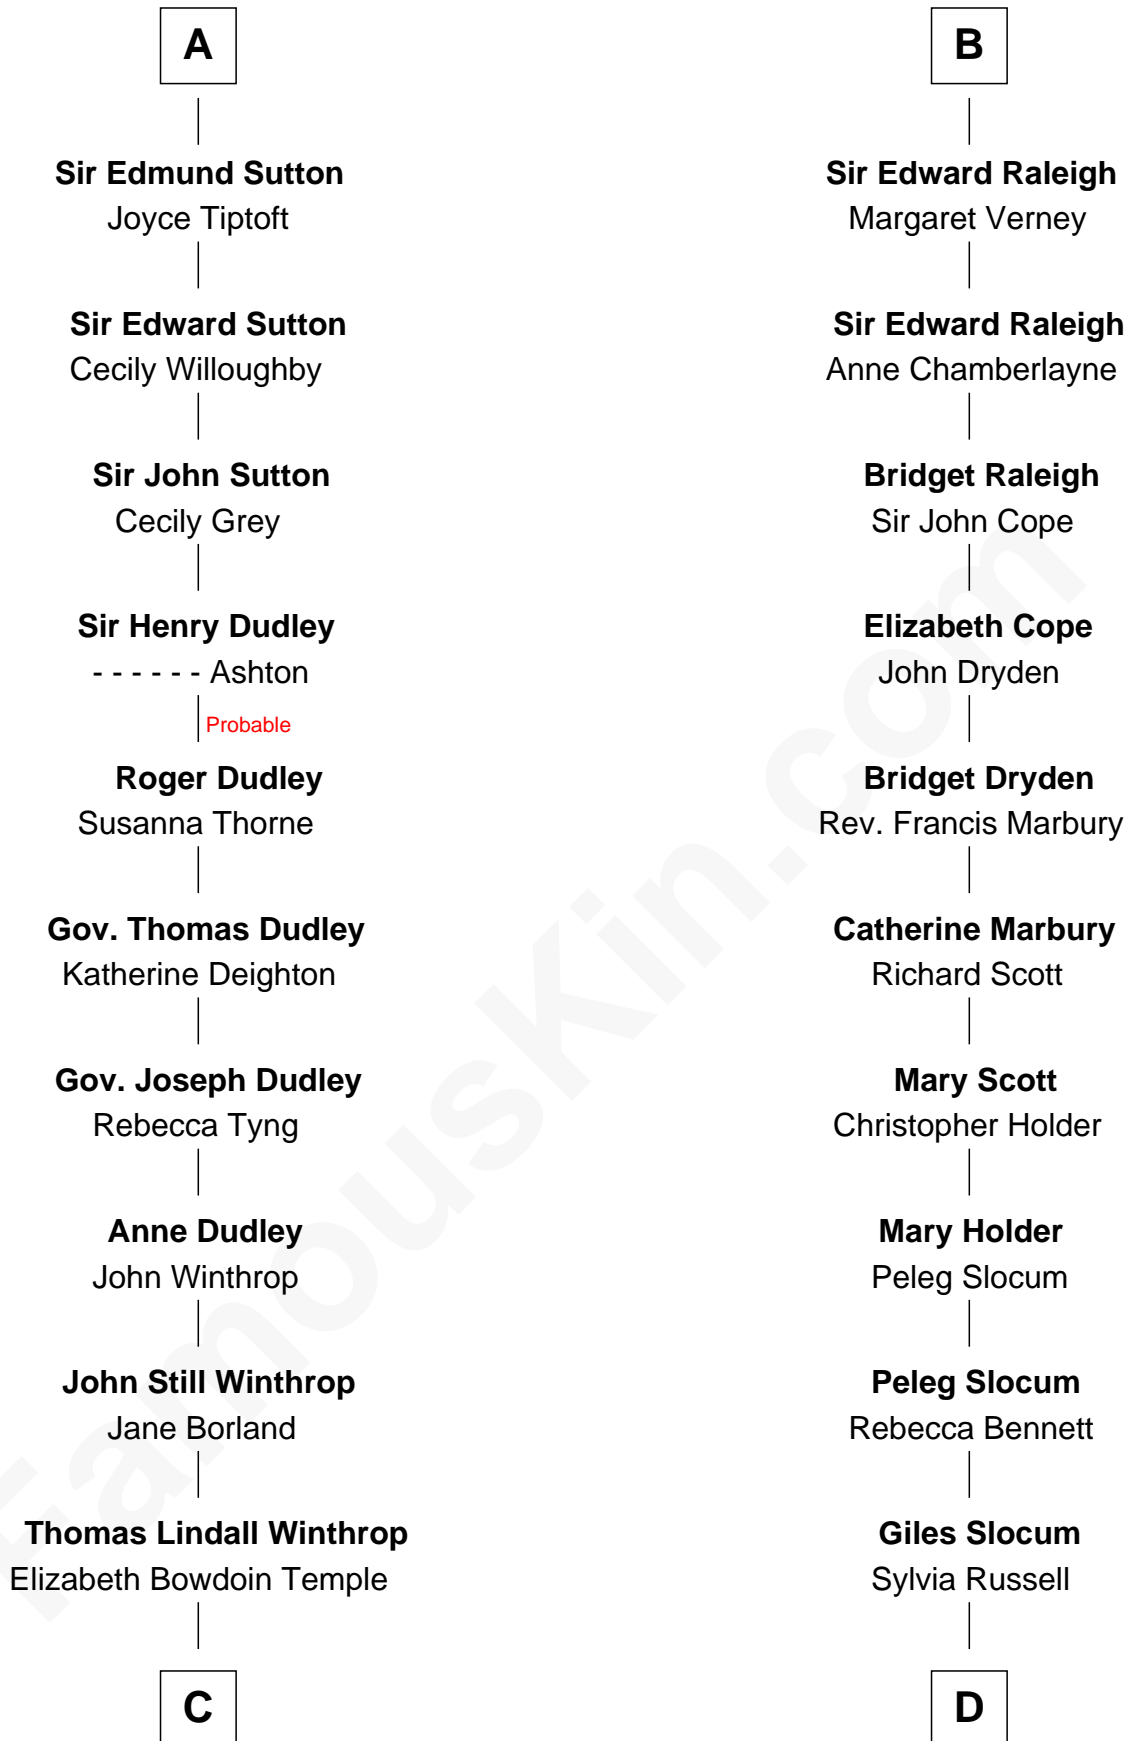 A
Sir Edmund Sutton
Joyce Tiptoft
Sir Edward Sutton
Cecily Willoughby
Sir John Sutton
Cecily Grey
Sir Henry Dudley
- - - - - - Ashton
Probable
Roger Dudley
Susanna Thorne
Gov. Thomas Dudley
Katherine Deighton
Gov. Joseph Dudley
Rebecca Tyng
Anne Dudley
John Winthrop
John Still Winthrop
Jane Borland
Thomas Lindall Winthrop
Elizabeth Bowdoin Temple
C
B
Sir Edward Raleigh
Margaret Verney
Sir Edward Raleigh
Anne Chamberlayne
Bridget Raleigh
Sir John Cope
Elizabeth Cope
John Dryden
Bridget Dryden
Rev. Francis Marbury
Catherine Marbury
Richard Scott
Mary Scott
Christopher Holder
Mary Holder
Peleg Slocum
Peleg Slocum
Rebecca Bennett
Giles Slocum
Sylvia Russell
D
FamousKin.com